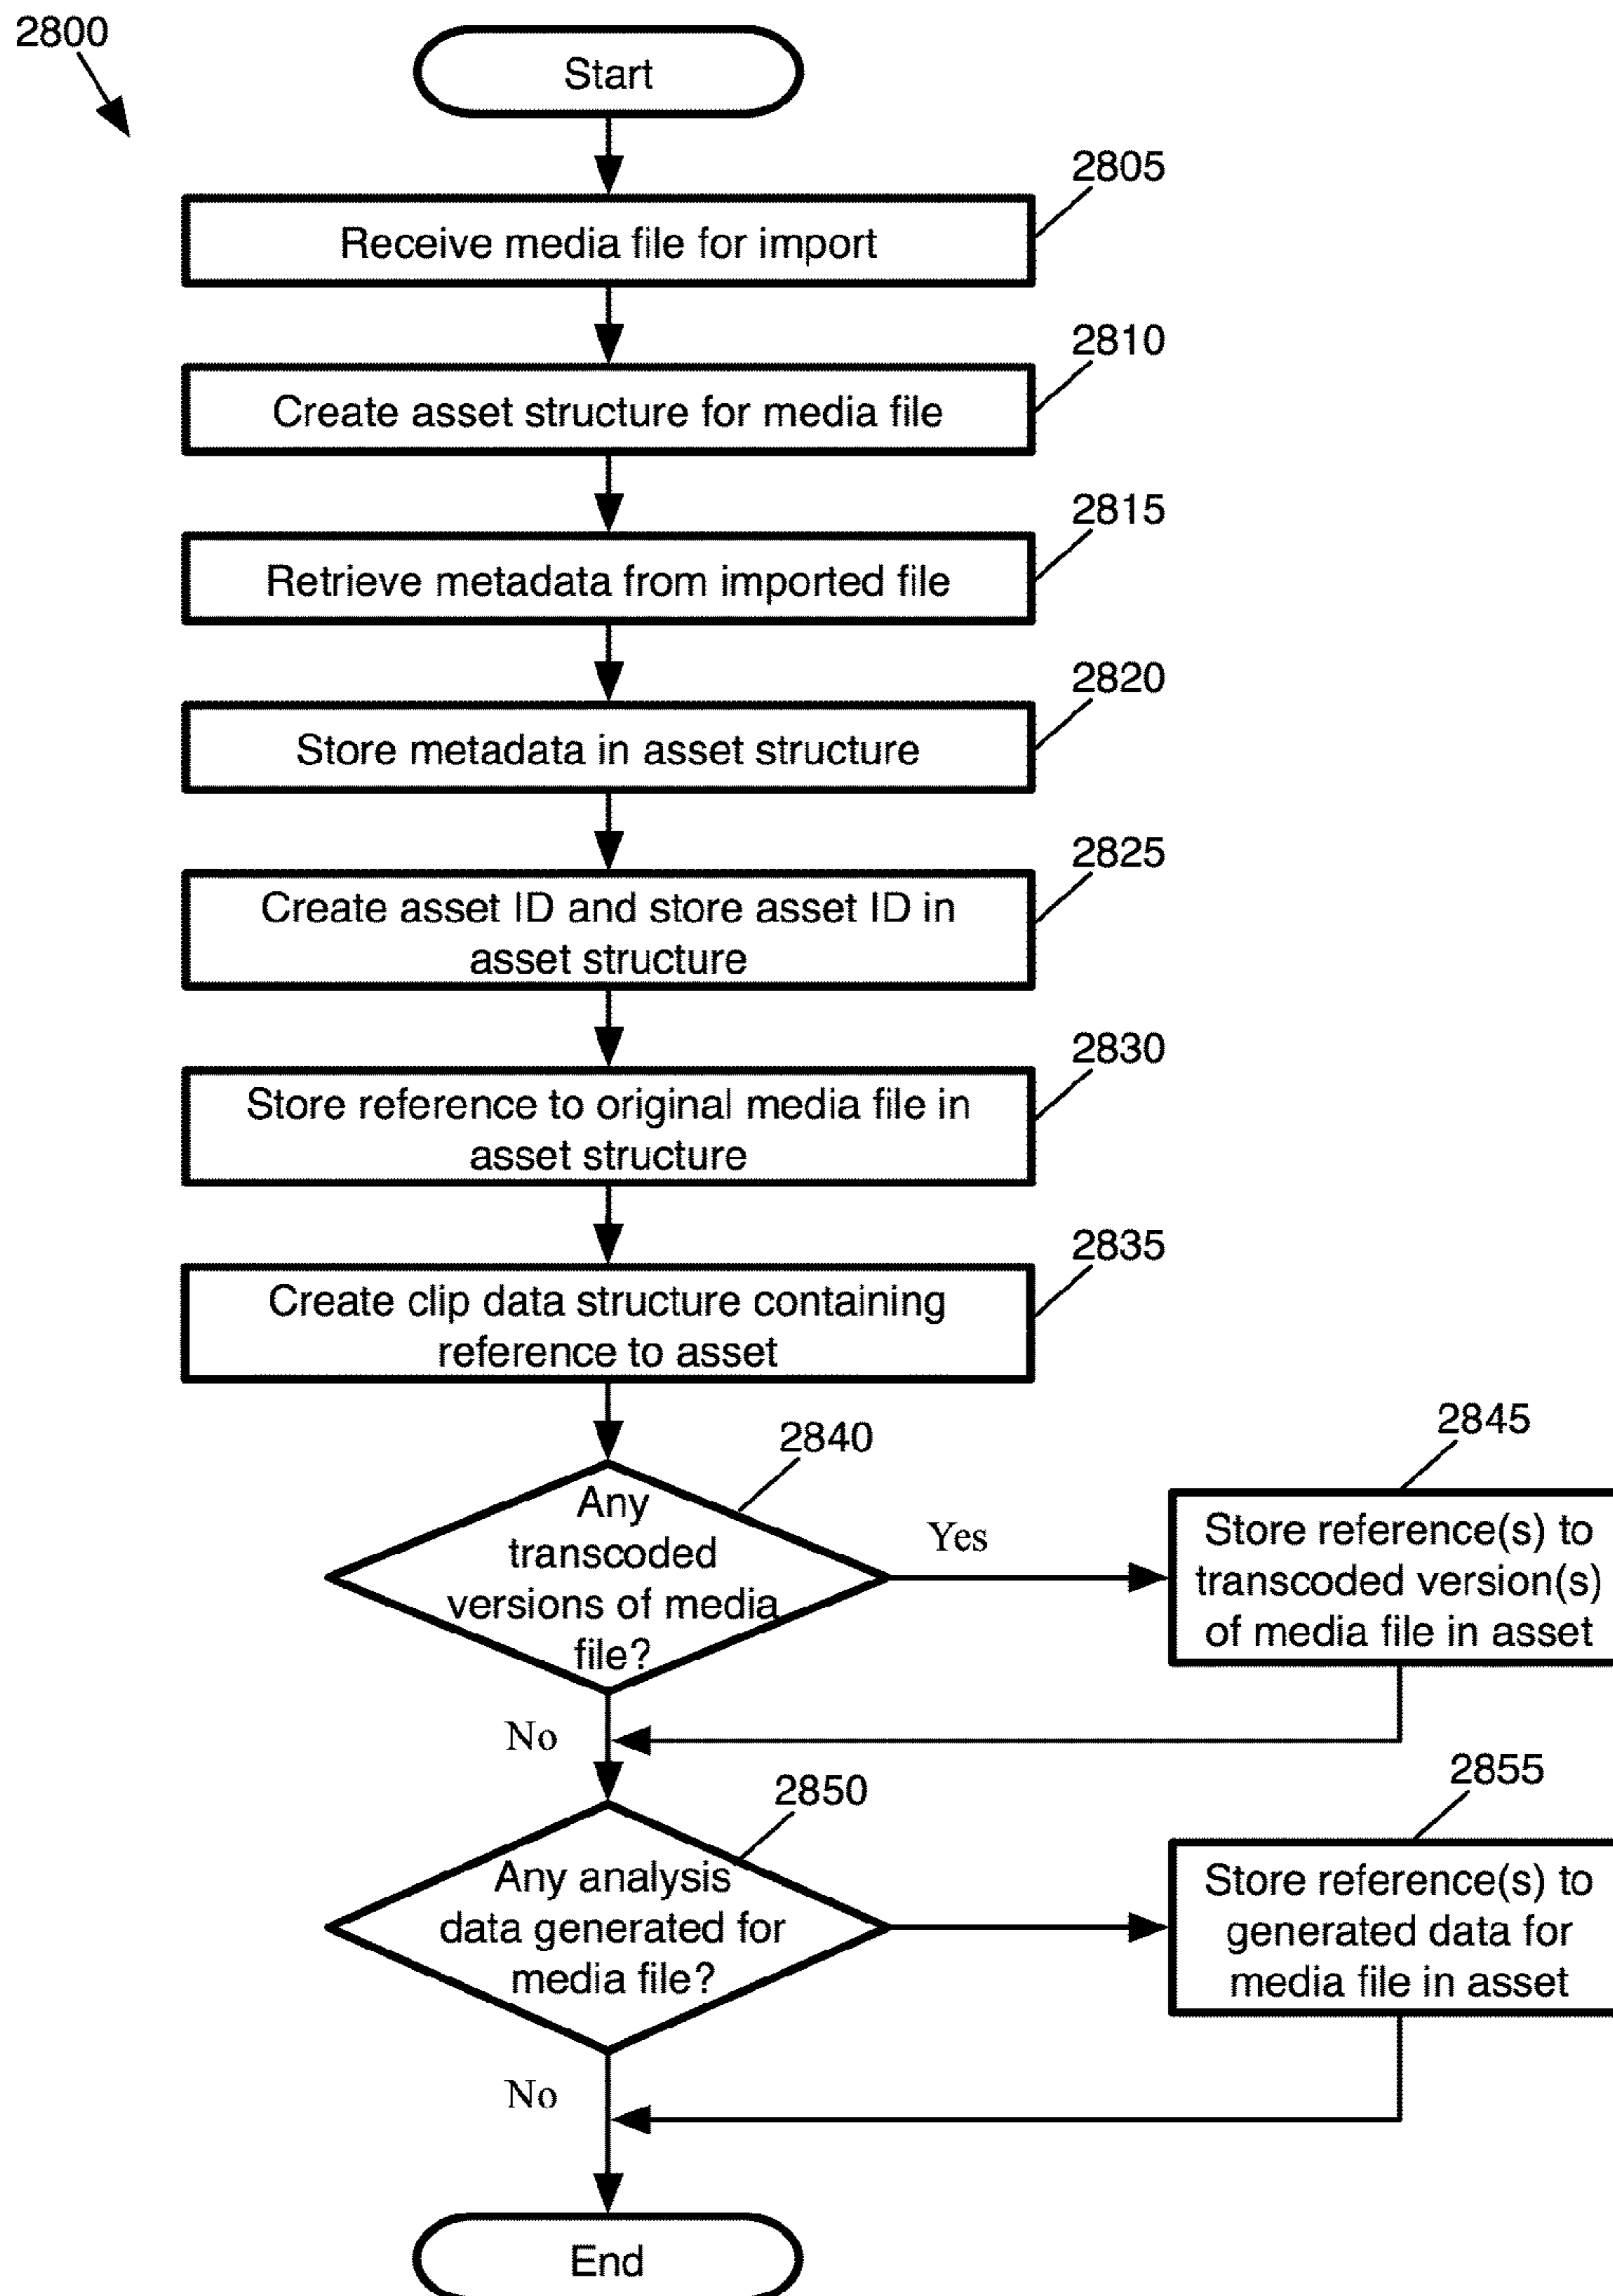 2800
Start
2805
Receive media file for import
2810
Create asset structure for media file
2815
Retrieve metadata from imported file
2820
Store metadata in asset structure
2825
Create asset ID and store asset ID in
asset structure
2830
Store reference to original media file in
asset structure
2835
Create clip data structure containing
reference to asset
2840
Any
transcoded
versions of media
file?
Yes
2845
Store reference(s) to
transcoded version(s)
of media file in asset
No
2850
Any analysis
data generated for
media file?
2855
Store reference(s) to
generated data for
media file in asset
No
End